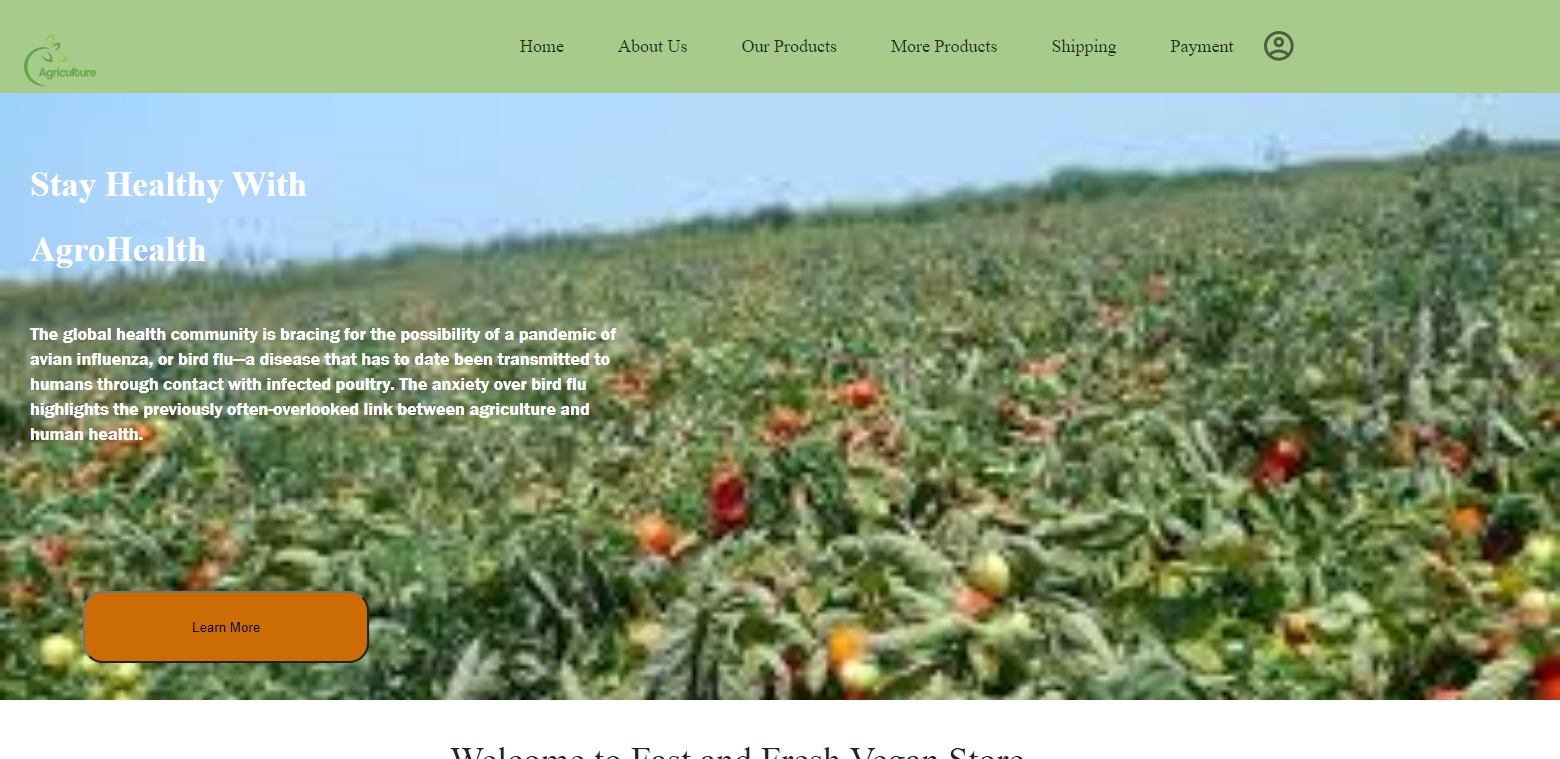 Agriculture
Home
About Us
Our Products
More Products
Shipping
Payment
Stay Healthy With
AgroHealth
The global health community is bracing for the possibility of a pandemic of
avian influenza, or bird flu—a disease that has to date been transmitted to
humans through contact with infected poultry. The anxiety over bird flu
highlights the previously often-overlooked link between agriculture and
human health.
Learn More
Welcome to Fast and Fresh Vegan Store